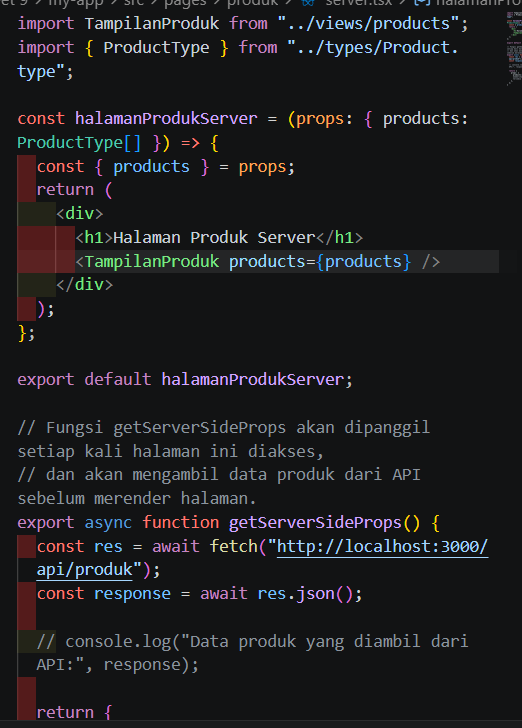 my-app > src > pages > produk > server.tsx > halamanPro
import TampilanProduk from "../views/products";
import { ProductType } from "../types/Product.
type";
const halamanProdukServer = (props: { products:
ProductType[] }) => {
const { products } = props;
return (
<div>
<h1>Halaman Produk Server</h1>
<TampilanProduk products={products} />
</div>
);
};
export default halamanProdukServer;
// Fungsi getServerSideProps akan dipanggil
setiap kali halaman ini diakses,
// dan akan mengambil data produk dari API
sebelum merender halaman.
export async function getServerSideProps() {
const res = await fetch("http://localhost:3000/
api/produk");
const response = await res.json();
// console.log("Data produk yang diambil dari
API:", response);
return {